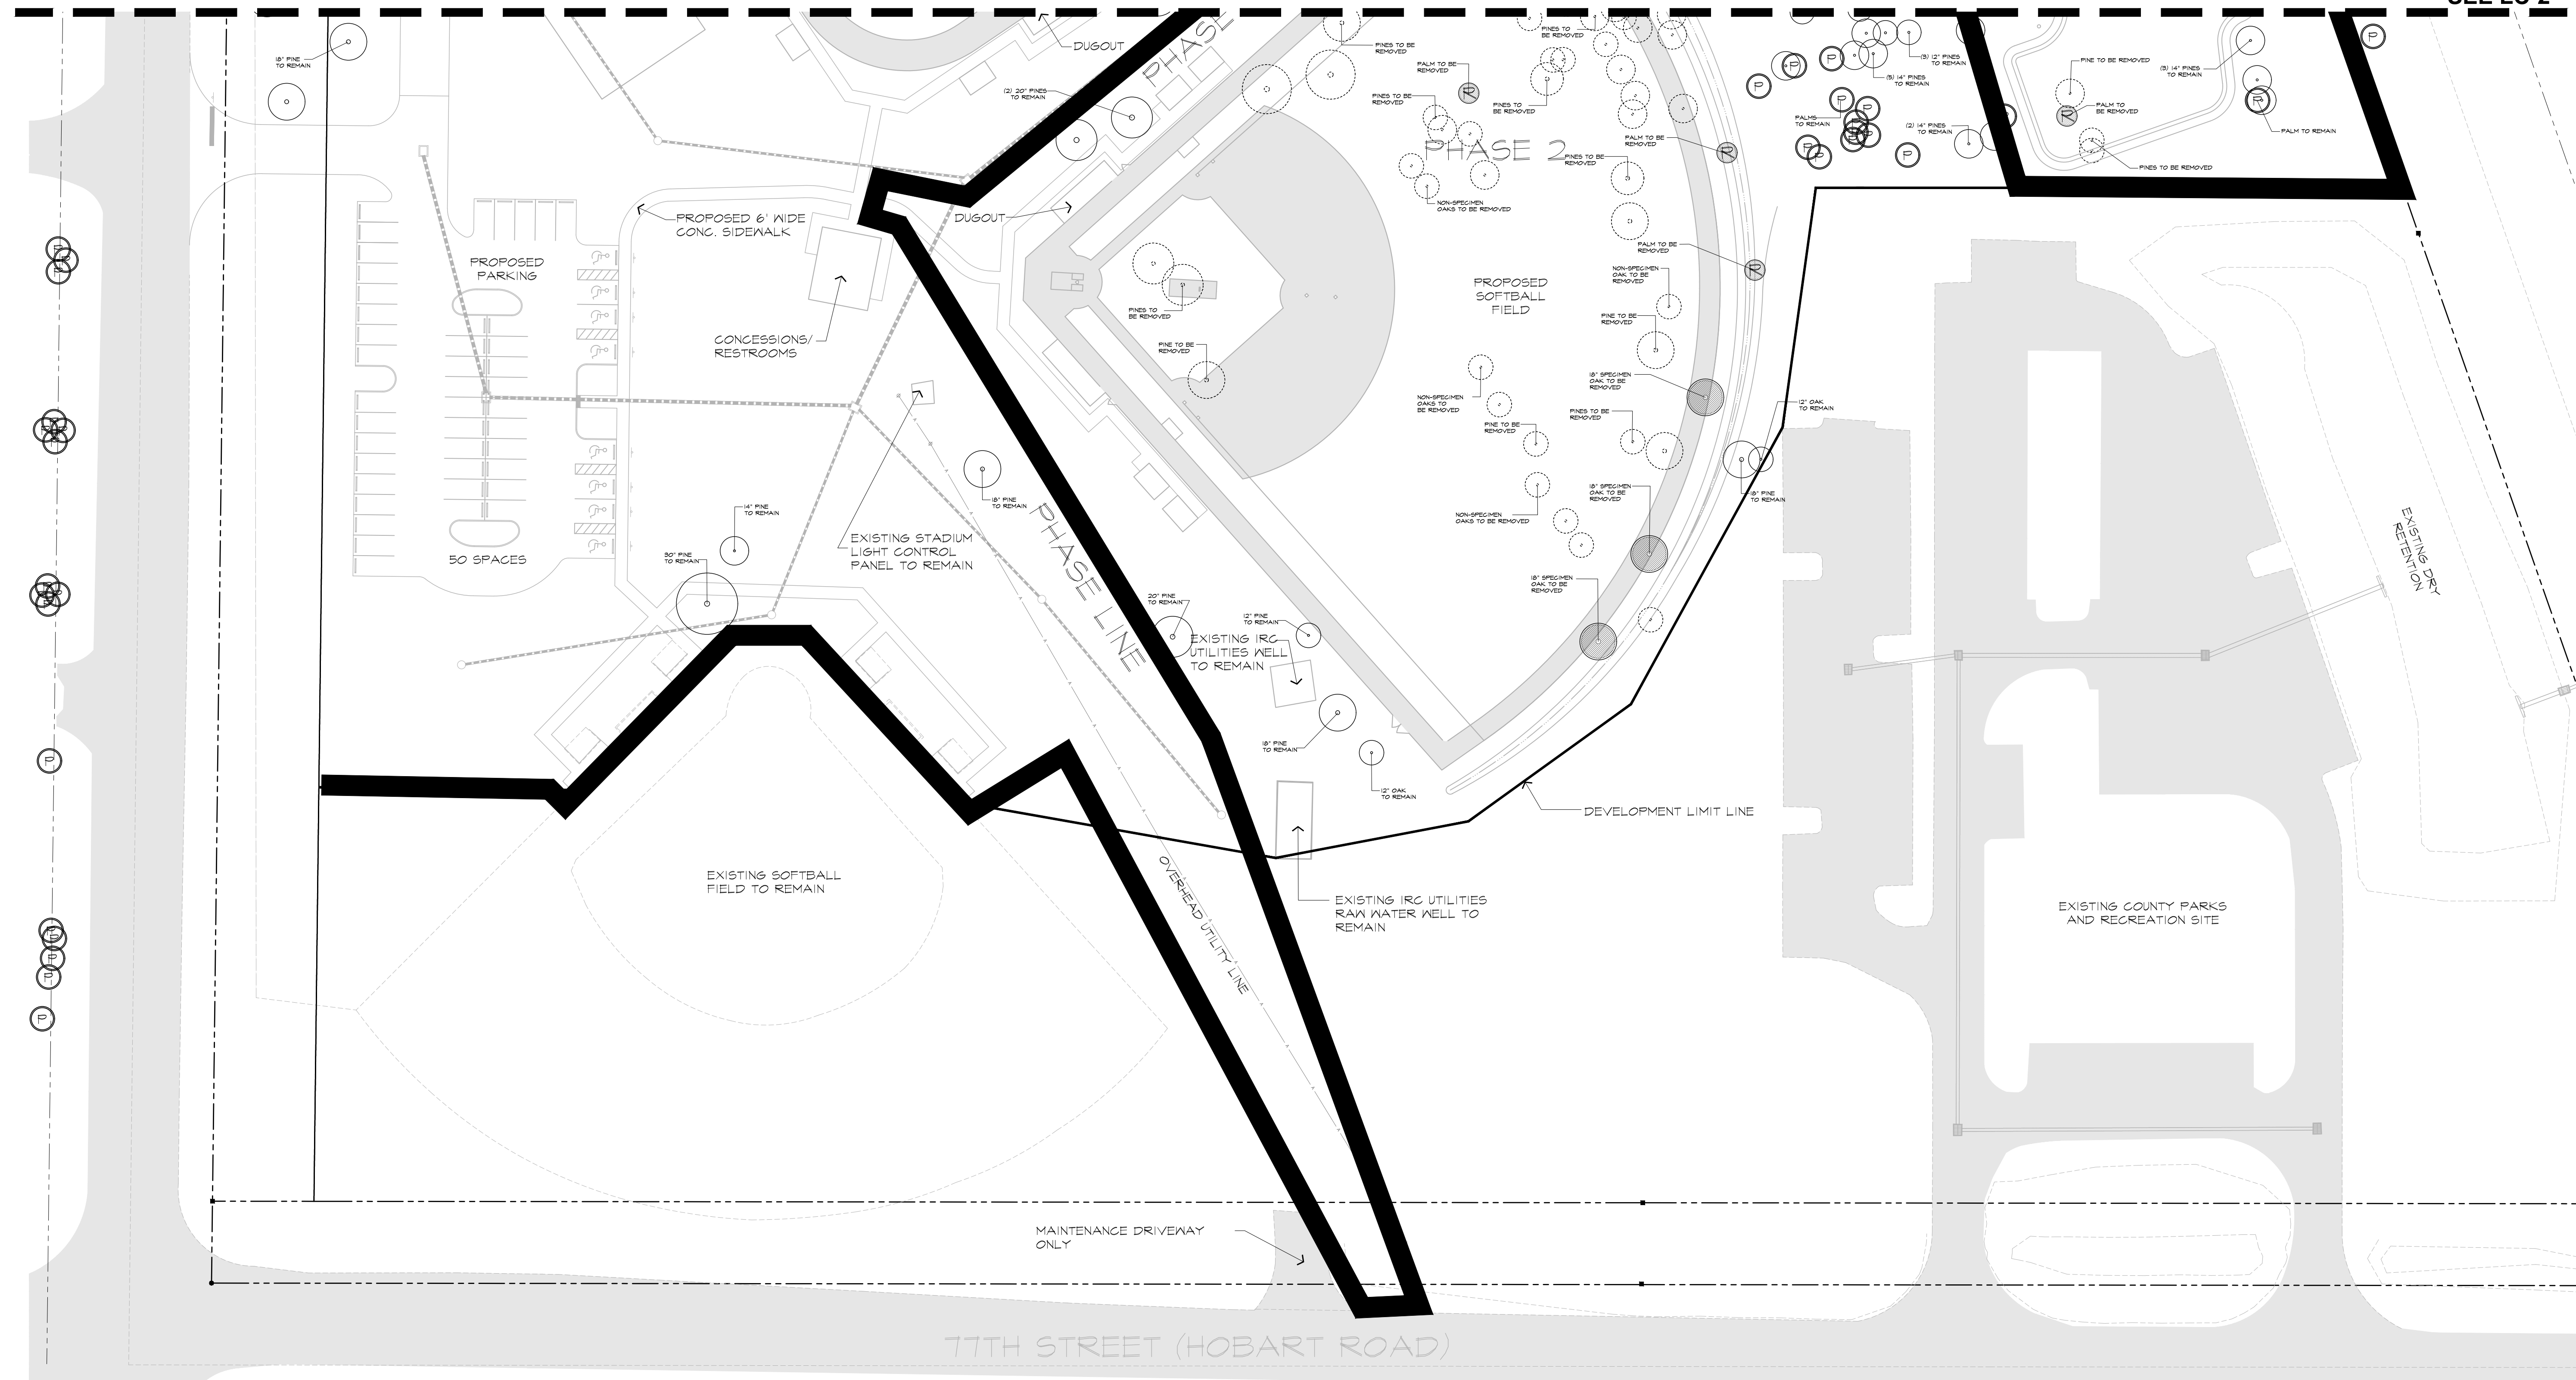 18" PINE
TO REMAIN
DUGOUT
PHASE
(2) 20" PINES
TO REMAIN
PINES TO BE
REMOVED
PINES TO
BE REMOVED
PALM TO BE
REMOVED
PINES TO BE
REMOVED
PINES TO
BE REMOVED
R
PHASE 2
PALM TO BE
REMOVED
R
PINES TO BE
REMOVED
NON-SPECIMEN
OAKS TO BE REMOVED
(3) 12" PINES
TO REMAIN
(5) 14" PINES
TO REMAIN
PALMS
TO REMAIN
(2) 14" PINES
TO REMAIN
P
PINE TO BE REMOVED
(3) 14" PINES
TO REMAIN
PALM TO
BE REMOVED
R
PALM TO REMAIN
PINES TO BE REMOVED
P
PROPOSED 6' WIDE
CONC. SIDEWALK
DUGOUT
PROPOSED
PARKING
PALM TO BE
REMOVED
R
NON-SPECIMEN
OAK TO BE
REMOVED
PROPOSED
SOFTBALL
FIELD
PINES TO
BE REMOVED
PINE TO BE
REMOVED
CONCESSIONS/
RESTROOMS
PINE TO BE
REMOVED
18" SPECIMEN
OAK TO BE
REMOVED
NON-SPECIMEN
OAKS TO
BE REMOVED
12" OAK
TO REMAIN
PINES TO BE
REMOVED
PINE TO BE
REMOVED
18" PINE
TO REMAIN
18" PINE
TO REMAIN
14" PINE
TO REMAIN
18" SPECIMEN
OAK TO BE
REMOVED
NON-SPECIMEN
OAKS TO BE REMOVED
PHASE LINE
EXISTING STADIUM
LIGHT CONTROL
PANEL TO REMAIN
50 SPACES
30" PINE
TO REMAIN
EXISTING DRY
RETENTION
18" SPECIMEN
OAK TO BE
REMOVED
20" PINE
TO REMAIN
12" PINE
TO REMAIN
EXISTING IRC
UTILITIES WELL
TO REMAIN
18" PINE
TO REMAIN
12" OAK
TO REMAIN
P
DEVELOPMENT LIMIT LINE
EXISTING SOFTBALL
FIELD TO REMAIN
OVERHEAD UTILITY LINE
EXISTING IRC UTILITIES
RAW WATER WELL TO
REMAIN
EXISTING COUNTY PARKS
AND RECREATION SITE
P
MAINTENANCE DRIVEWAY
ONLY
77TH STREET (HOBART ROAD)